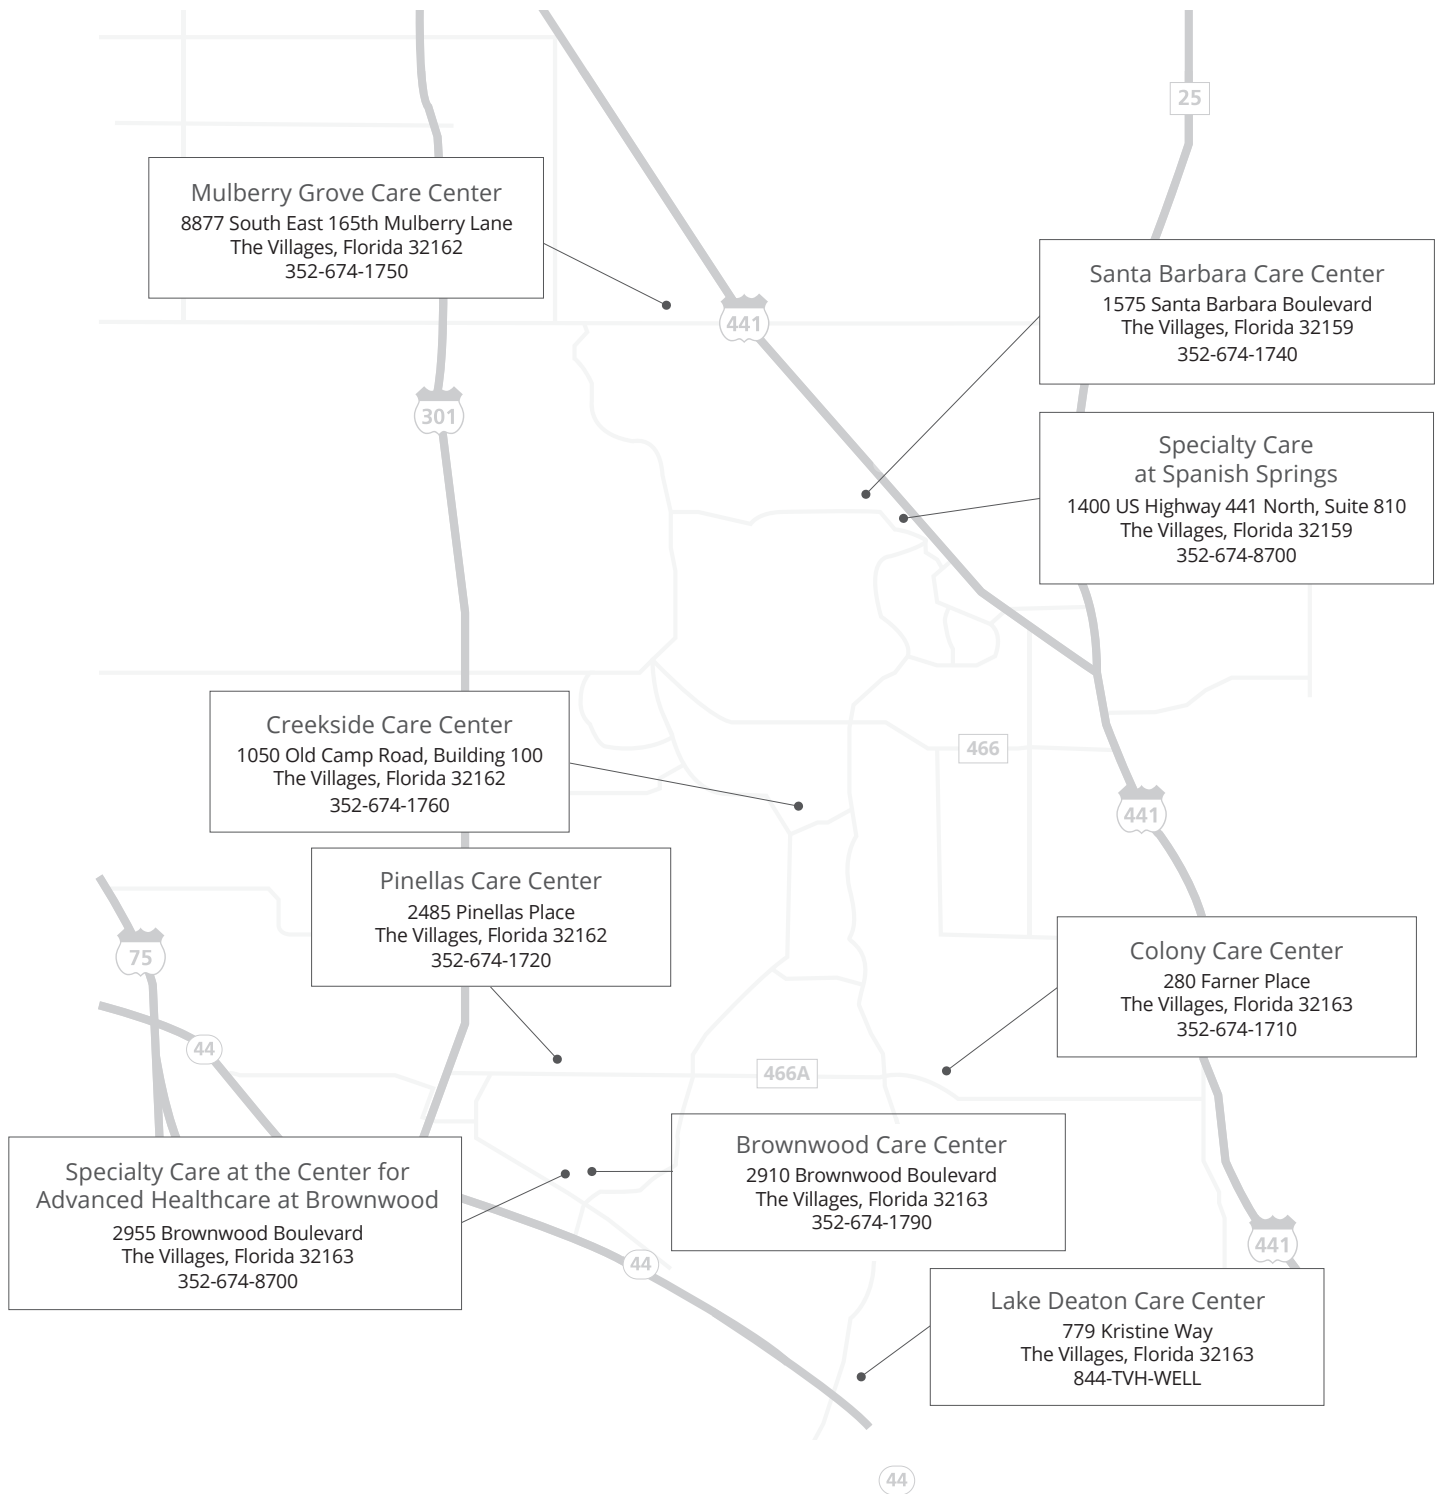 25
Mulberry Grove Care Center
8877 South East 165th Mulberry Lane
The Villages, Florida 32162
352-674-1750
Santa Barbara Care Center
1575 Santa Barbara Boulevard
The Villages, Florida 32159
352-674-1740
441
301
Specialty Care
at Spanish Springs
1400 US Highway 441 North, Suite 810
The Villages, Florida 32159
352-674-8700
Creekside Care Center
1050 Old Camp Road, Building 100
The Villages, Florida 32162
352-674-1760
466
441
Pinellas Care Center
2485 Pinellas Place
The Villages, Florida 32162
352-674-1720
75
Colony Care Center
280 Farner Place
The Villages, Florida 32163
352-674-1710
44
466A
Brownwood Care Center
2910 Brownwood Boulevard
The Villages, Florida 32163
352-674-1790
Specialty Care at the Center for
Advanced Healthcare at Brownwood
2955 Brownwood Boulevard
The Villages, Florida 32163
352-674-8700
441
44
Lake Deaton Care Center
779 Kristine Way
The Villages, Florida 32163
844-TVH-WELL
44